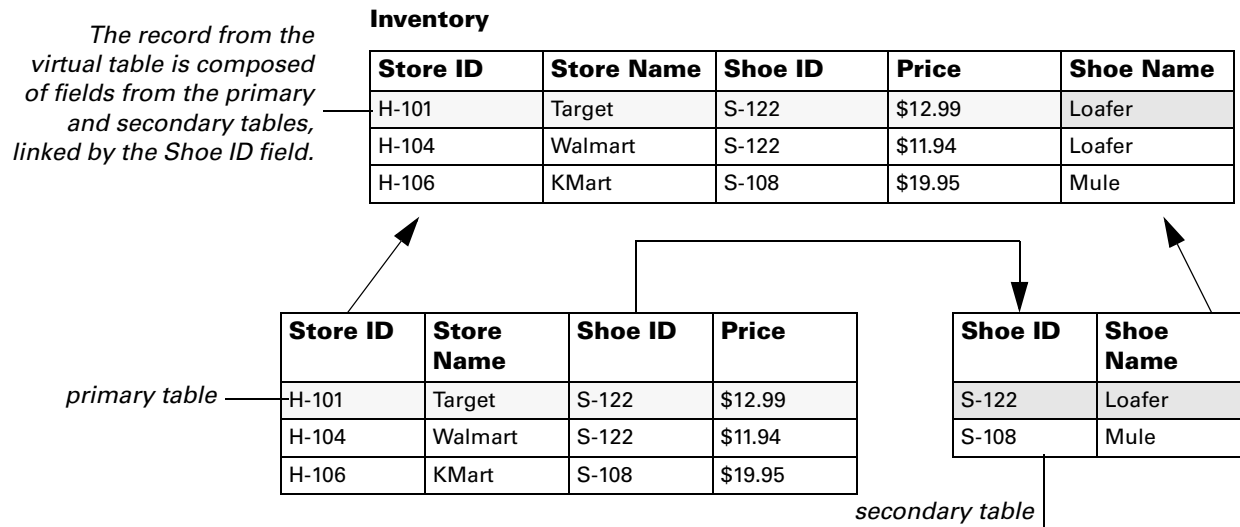 Inventory
The record from the
virtual table is composed
of fields from the primary
and secondary tables,
linked by the Shoe ID field.
Store ID Store Name Shoe ID Price Shoe Name
H-101 Target S-122 $12.99 Loafer
H-104 Walmart S-122 $11.94 Loafer
H-106 KMart S-108 $19.95 Mule
Store ID Store Name Shoe ID Price
primary table
H-101 Target S-122 $12.99
H-104 Walmart S-122 $11.94
H-106 KMart S-108 $19.95
Shoe ID Shoe Name
S-122 Loafer
S-108 Mule
secondary table